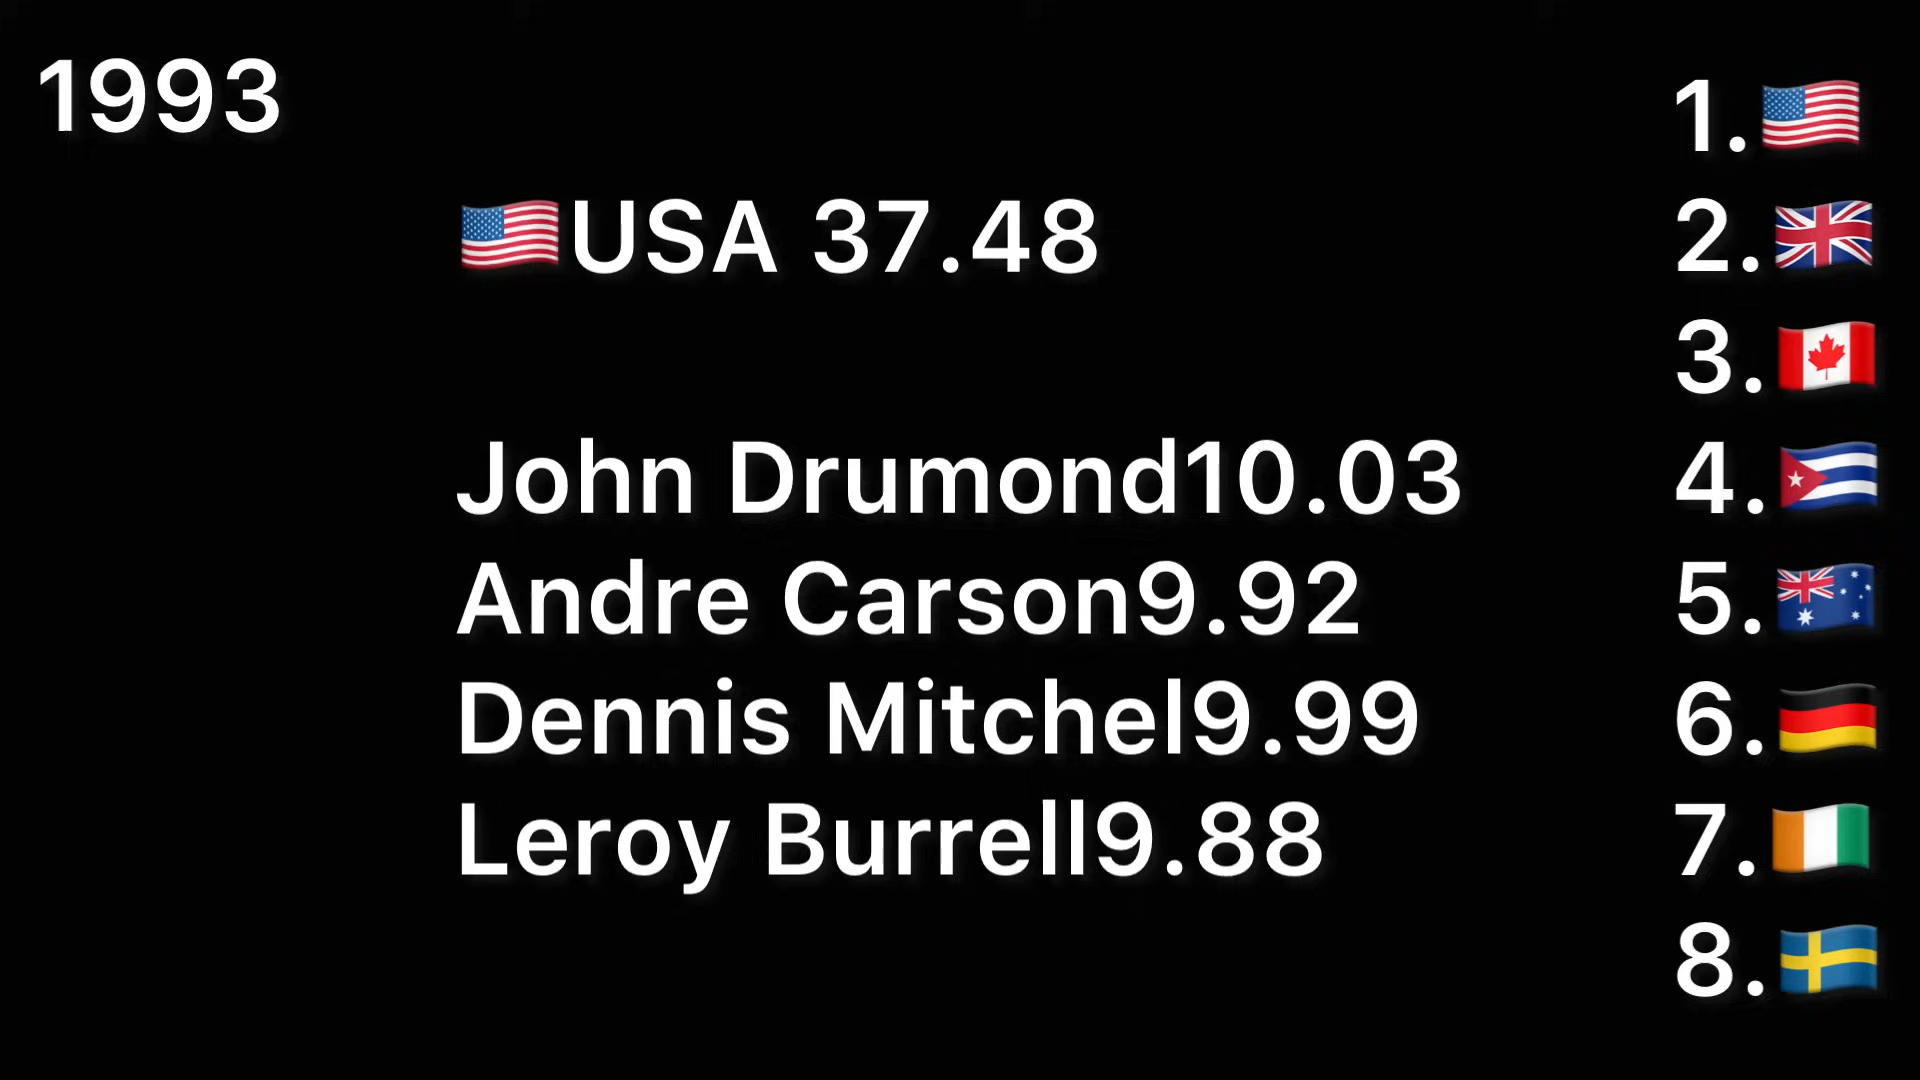 1993
🇺🇸USA 37.48
John Drumond10.03
Andre Carson9.92
Dennis Mitchel9.99
Leroy Burrell9.88
1.🇺🇸
2.🇬🇧
3.🇨🇦
4.🇨🇺
5.🇦🇺
6.🇩🇪
7.🇨🇮
8.🇸🇪